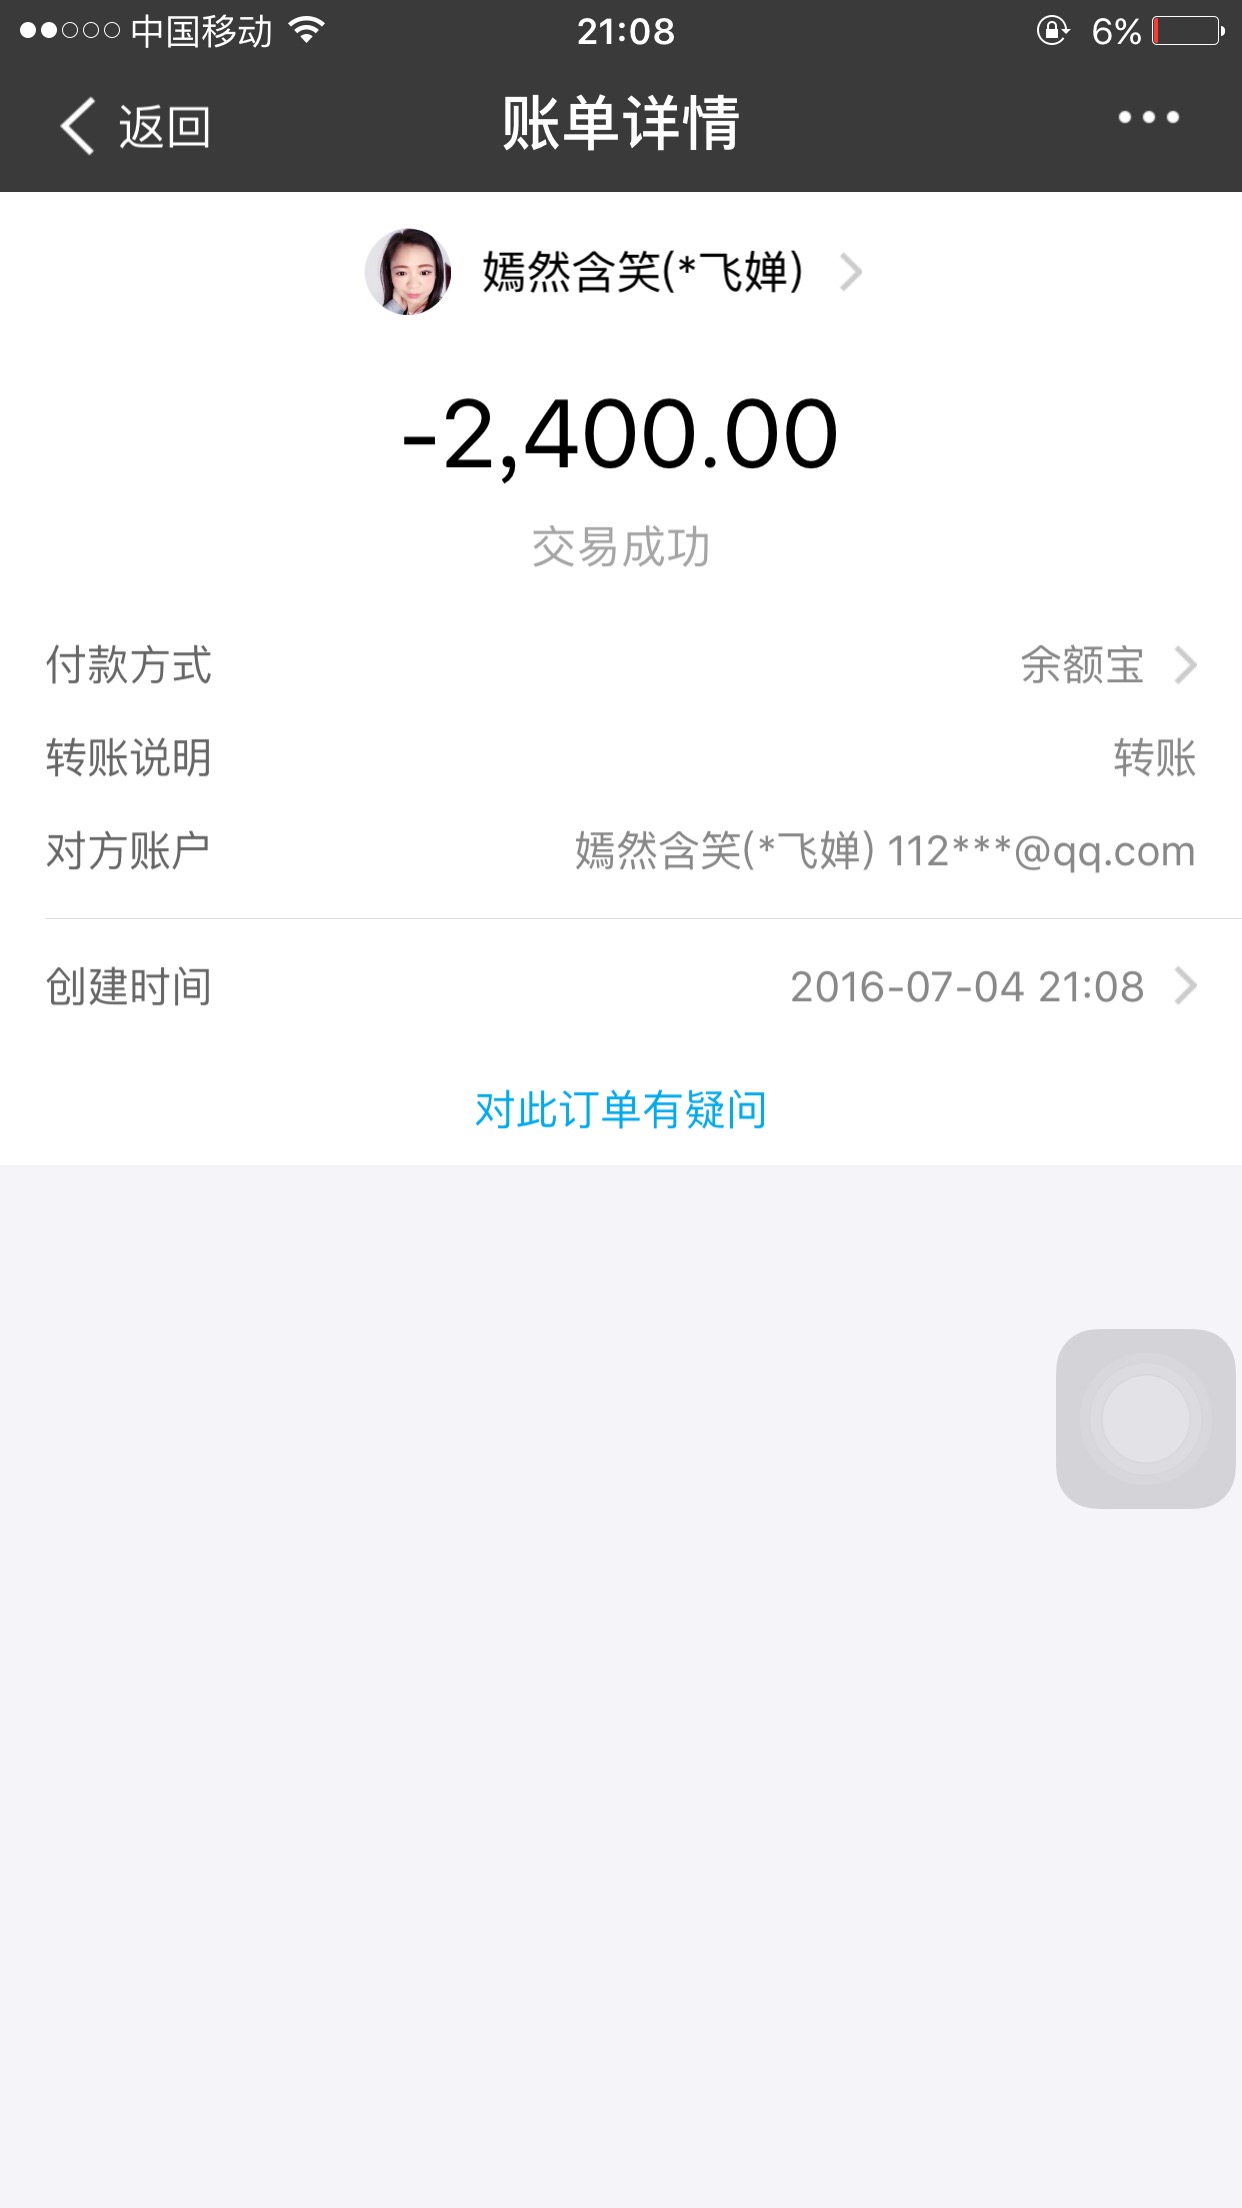 中国移动 21:08 6%
返回 账单详情
嫣然含笑(*飞婵)
-2,400.00
交易成功
付款方式 余额宝
转账说明 转账
对方账户 嫣然含笑(*飞婵) 112***@qq.com
创建时间 2016-07-04 21:08
对此订单有疑问